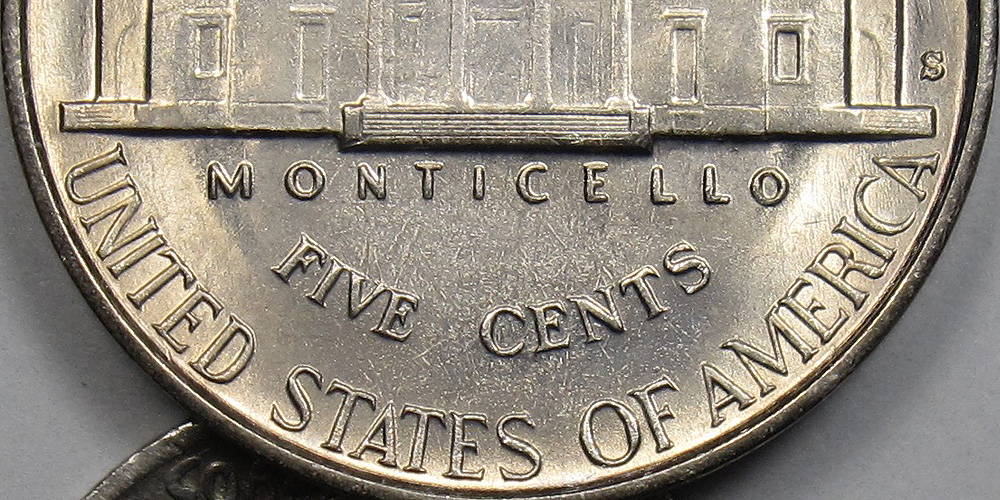 S
MONTICELLO
FIVE CENTS
UNITED STATES OF AMERICA